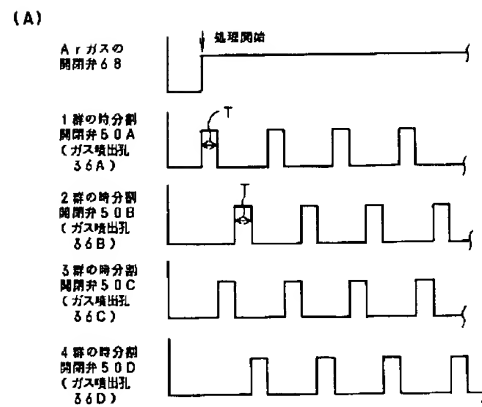 (A)
Arガスの
開閉弁68
処理開始
1群の時分割
開閉弁50A
(ガス噴出孔
36A)
T
2群の時分割
開閉弁50B
(ガス噴出孔
36B)
T
3群の時分割
開閉弁50C
(ガス噴出孔
36C)
4群の時分割
開閉弁50D
(ガス噴出孔
36D)